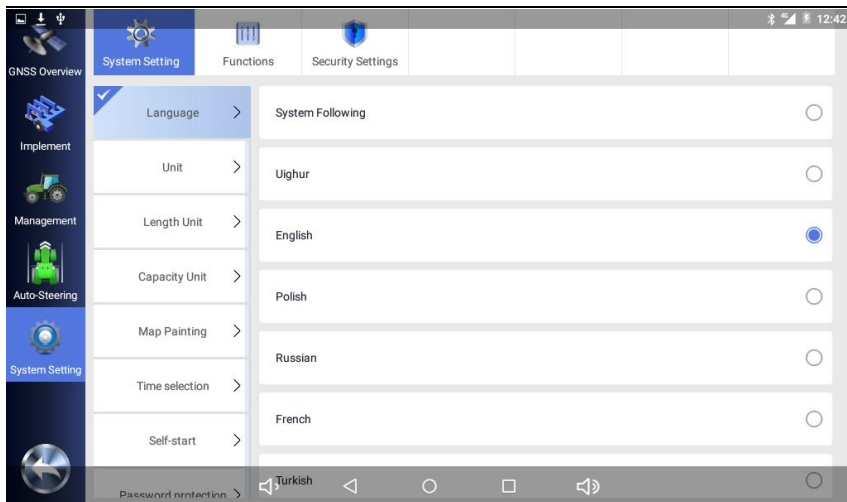 4G
12:42
GNSS Overview
Implement
Management
Auto-Steering
System Setting
System Setting
Functions
Security Settings
Language
Unit
Length Unit
Capacity Unit
Map Painting
Time selection
Self-start
Password protection
System Following
Uighur
English
Polish
Russian
French
Turkish